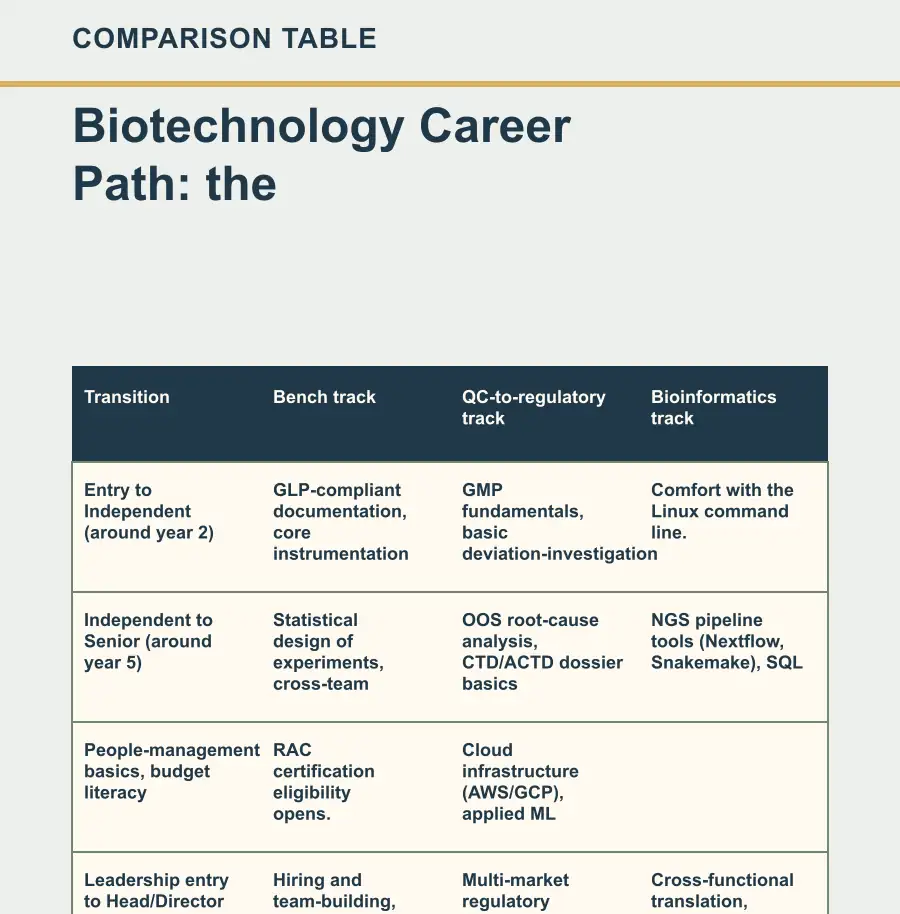 COMPARISON TABLE
Biotechnology Career
Path: the
Transition
Bench track
QC-to-regulatory
track
Bioinformatics
track
Entry to
Independent
(around year 2)
GLP-compliant
documentation,
core
instrumentation
GMP
fundamentals,
basic
deviation-investigation
Comfort with the
Linux command
line.
Independent to
Senior (around
year 5)
Statistical
design of
experiments,
cross-team
OOS root-cause
analysis,
CTD/ACTD dossier
basics
NGS pipeline
tools (Nextflow,
Snakemake), SQL
People-management
basics, budget
literacy
RAC
certification
eligibility
opens.
Cloud
infrastructure
(AWS/GCP),
applied ML
Leadership entry
to Head/Director
Hiring and
team-building,
Multi-market
regulatory
Cross-functional
translation,